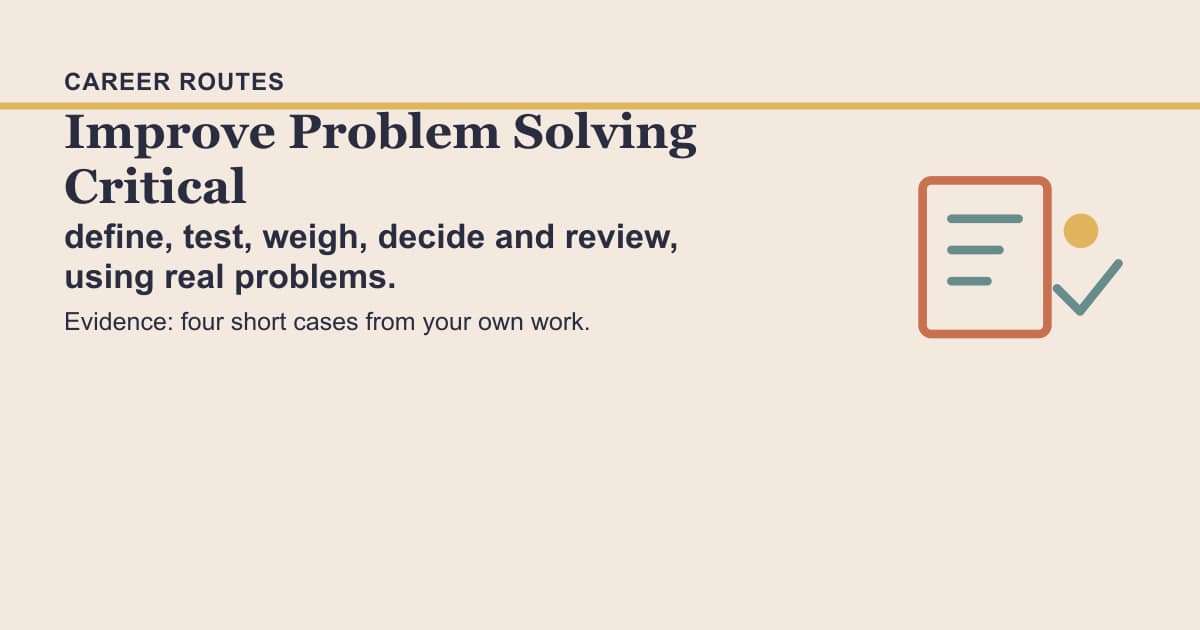 CAREER ROUTES
Improve Problem Solving
Critical
define, test, weigh, decide and review,
using real problems.
Evidence: four short cases from your own work.